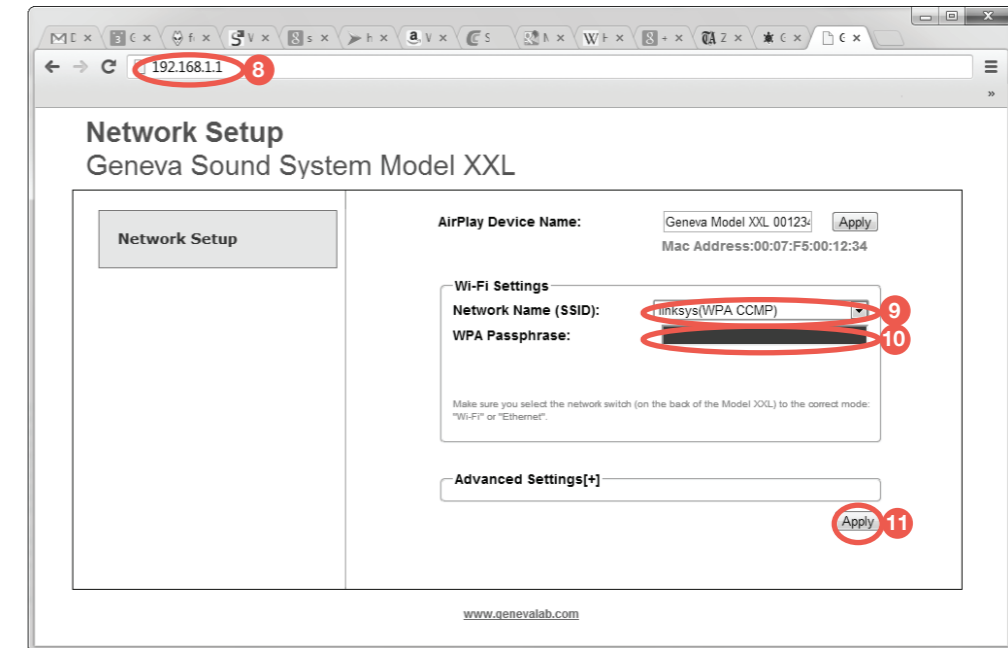 192.168.1.1
8
Network Setup
Geneva Sound System Model XXL
Network Setup
AirPlay Device Name:
Geneva Model XXL 00123
Apply
Mac Address:00:07:F5:00:12:34
Wi-Fi Settings
Network Name (SSID):
linksys(WPA CCMP)
9
WPA Passphrase:
10
Make sure you select the network switch (on the back of the Model XXL) to the correct mode:
"Wi-Fi" or "Ethernet".
Advanced Settings[+]
Apply
11
www.genevalab.com